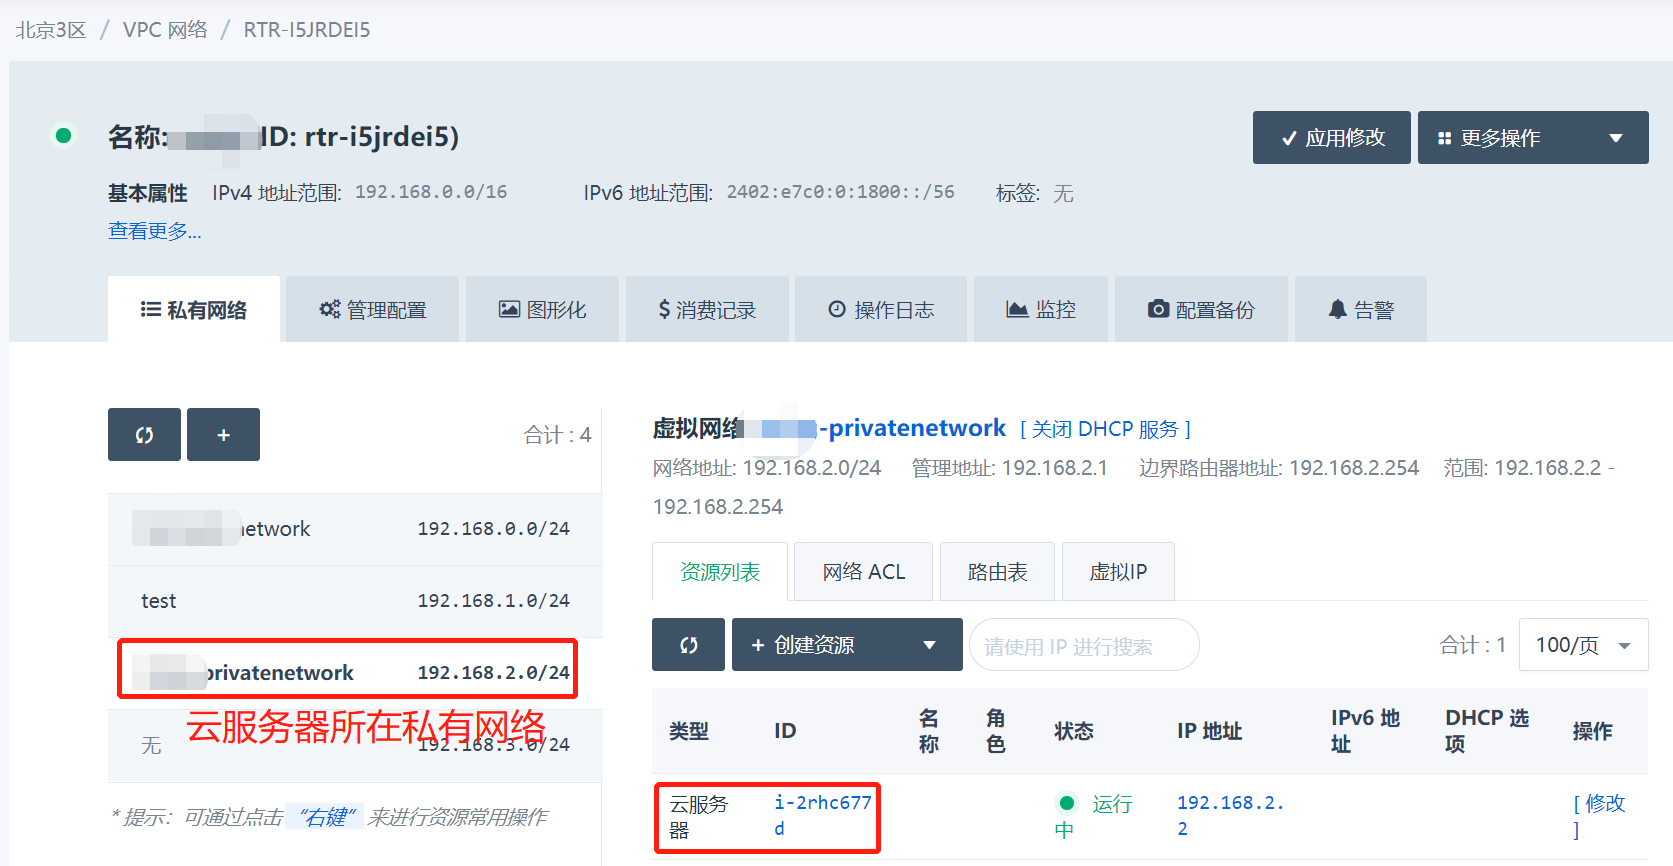 北京3区 / VPC 网络 / RTR-I5JRDEI5
名称: ID: rtr-i5jrdei5)
应用修改
更多操作
基本属性 IPv4 地址范围: 192.168.0.0/16 IPv6 地址范围: 2402:e7c0:0:1800::/56 标签: 无
查看更多...
私有网络 管理配置 图形化 消费记录 操作日志 监控 配置备份 告警
+ 合计 : 4
etwork 192.168.0.0/24
test 192.168.1.0/24
privatenetwork 192.168.2.0/24
云服务器所在私有网络
无 192.168.3.0/24
* 提示: 可通过点击 “右键” 来进行资源常用操作
虚拟网络 -privatenetwork [ 关闭 DHCP 服务 ]
网络地址: 192.168.2.0/24 管理地址: 192.168.2.1 边界路由器地址: 192.168.2.254 范围: 192.168.2.2 -
192.168.2.254
资源列表 网络 ACL 路由表 虚拟IP
+ 创建资源 请使用 IP 进行搜索 合计 : 1 100/页
类型 ID 名称 角色 状态 IP 地址 IPv6 地址 DHCP 选项 操作
云服务器 i-2rhc677d 运行中 192.168.2.2 [ 修改 ]